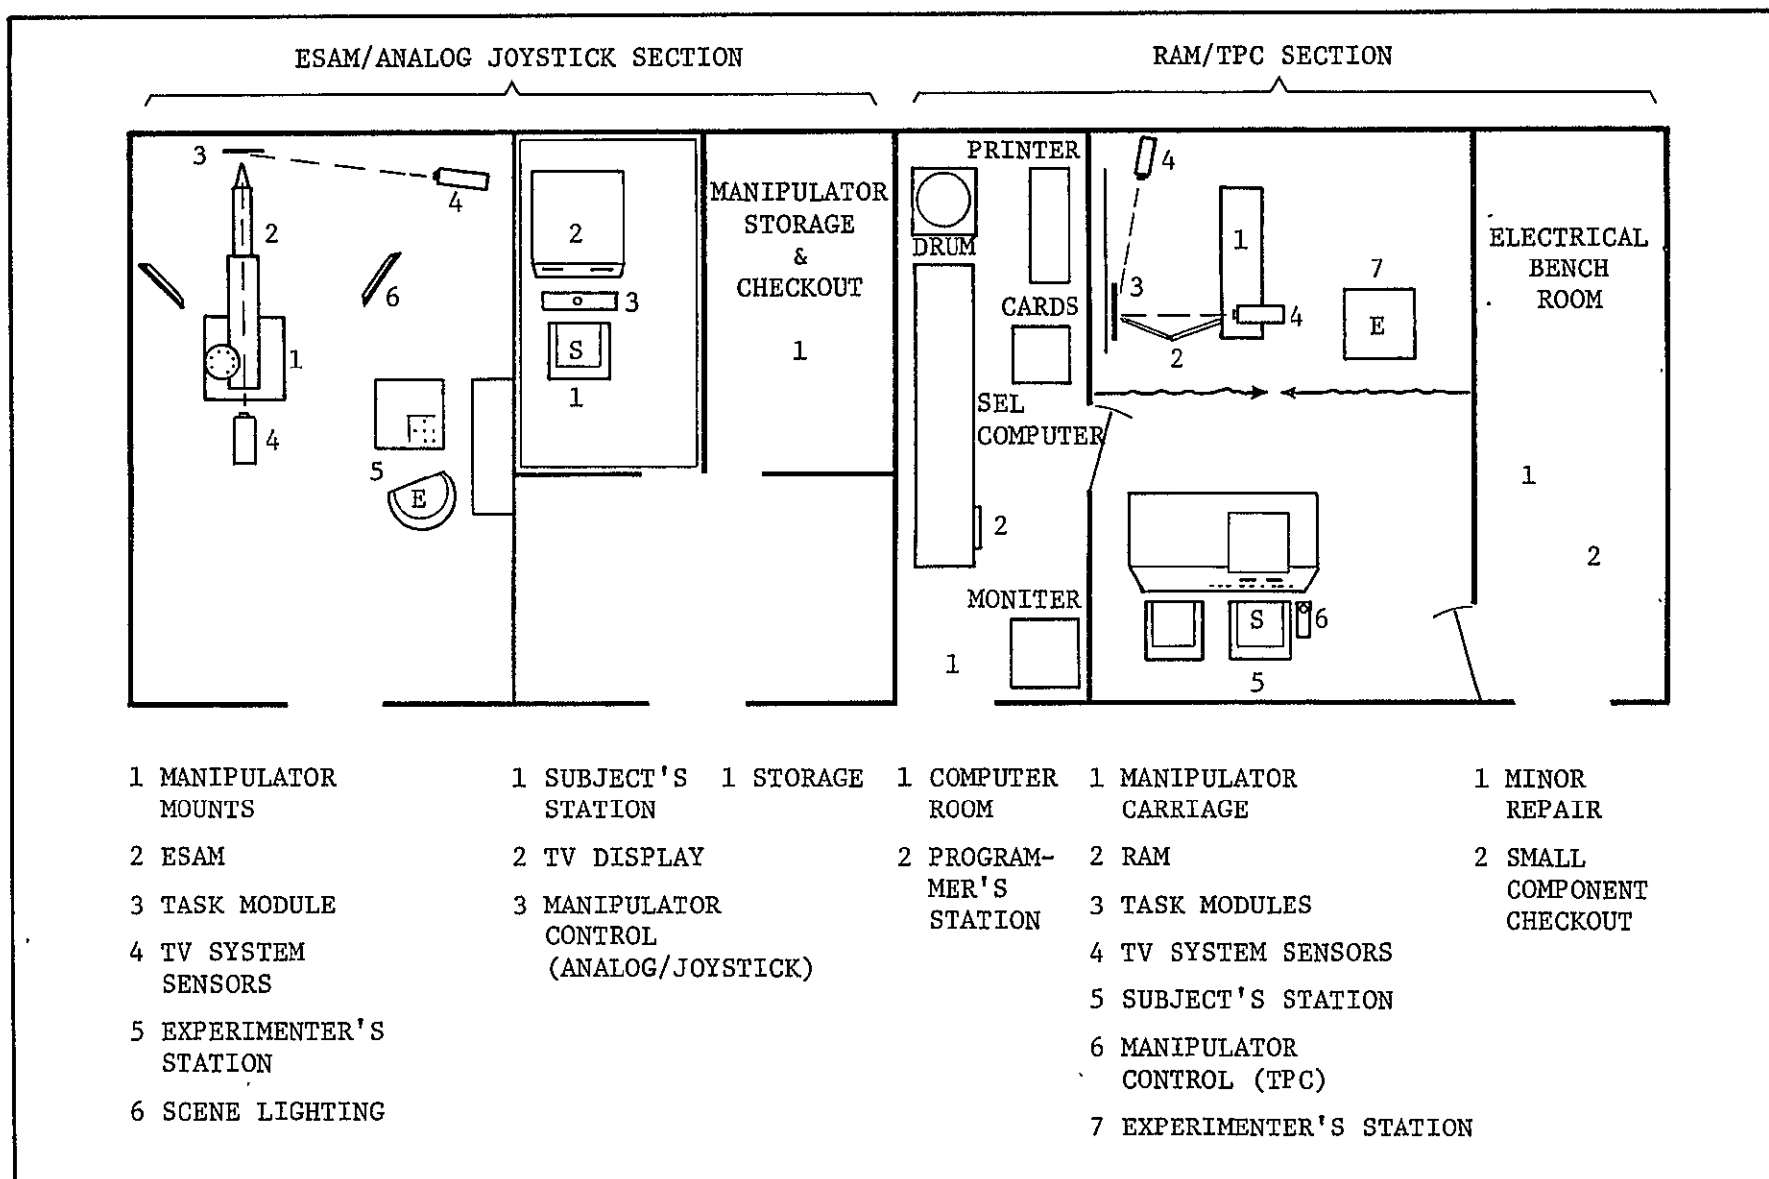 ESAM/ANALOG JOYSTICK SECTION
RAM/TPC SECTION
3
4
2
6
1
4
5
E
2
3
S
1
MANIPULATOR
STORAGE
&
CHECKOUT
1
PRINTER
DRUM
CARDS
SEL
COMPUTER
2
MONITER
1
4
1
3
4
2
7
E
S
6
5
ELECTRICAL
BENCH
ROOM
1
2
1 MANIPULATOR
MOUNTS
2 ESAM
3 TASK MODULE
4 TV SYSTEM
SENSORS
5 EXPERIMENTER'S
STATION
6 SCENE LIGHTING
1 SUBJECT'S
STATION
2 TV DISPLAY
3 MANIPULATOR
CONTROL
(ANALOG/JOYSTICK)
1 STORAGE
1 COMPUTER
ROOM
2 PROGRAM-
MER'S
STATION
1 MANIPULATOR
CARRIAGE
2 RAM
3 TASK MODULES
4 TV SYSTEM SENSORS
5 SUBJECT'S STATION
6 MANIPULATOR
CONTROL (TPC)
7 EXPERIMENTER'S STATION
1 MINOR
REPAIR
2 SMALL
COMPONENT
CHECKOUT